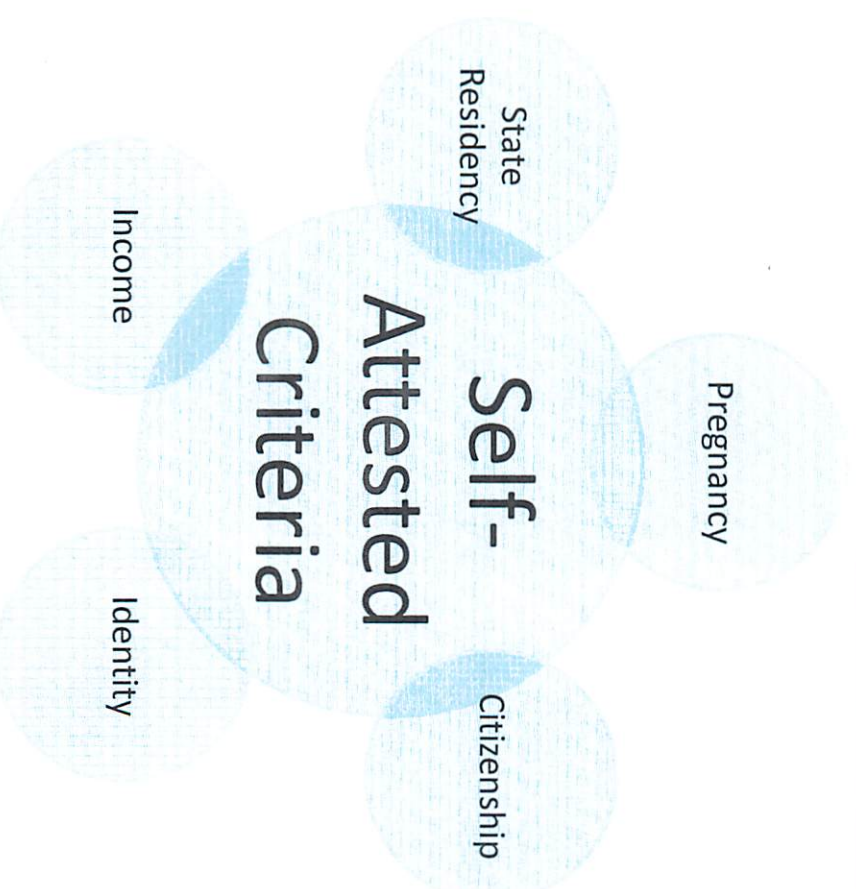 Pregnancy
State
Residency
Self-
Attested
Criteria
Citizenship
Income
Identity